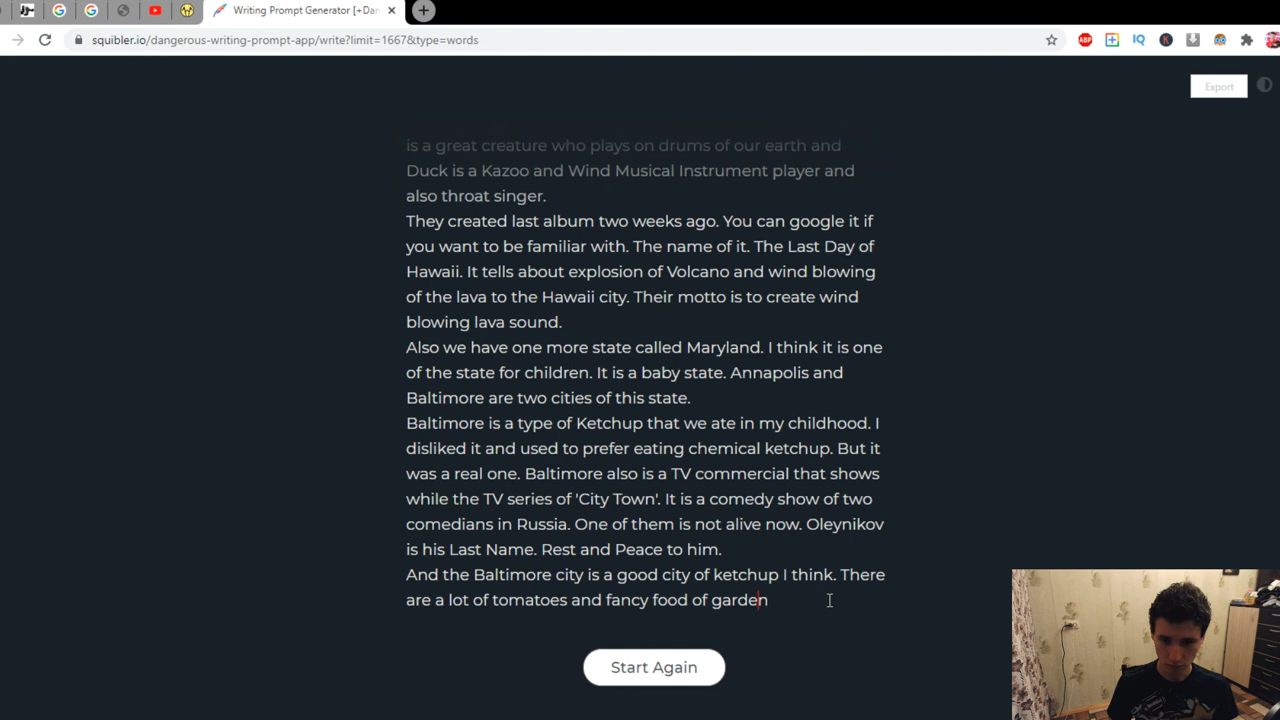 Writing Prompt Generator [+Dan
squibler.io/dangerous-writing-prompt-app/write?limit=1667&type=words
ABP
IQ
K
Export
is a great creature who plays on drums of our earth and
Duck is a Kazoo and Wind Musical Instrument player and
also throat singer.
They created last album two weeks ago. You can google it if
you want to be familiar with. The name of it. The Last Day of
Hawaii. It tells about explosion of Volcano and wind blowing
of the lava to the Hawaii city. Their motto is to create wind
blowing lava sound.
Also we have one more state called Maryland. I think it is one
of the state for children. It is a baby state. Annapolis and
Baltimore are two cities of this state.
Baltimore is a type of Ketchup that we ate in my childhood. I
disliked it and used to prefer eating chemical ketchup. But it
was a real one. Baltimore also is a TV commercial that shows
while the TV series of 'City Town'. It is a comedy show of two
comedians in Russia. One of them is not alive now. Oleynikov
is his Last Name. Rest and Peace to him.
And the Baltimore city is a good city of ketchup I think. There
are a lot of tomatoes and fancy food of garden
Start Again